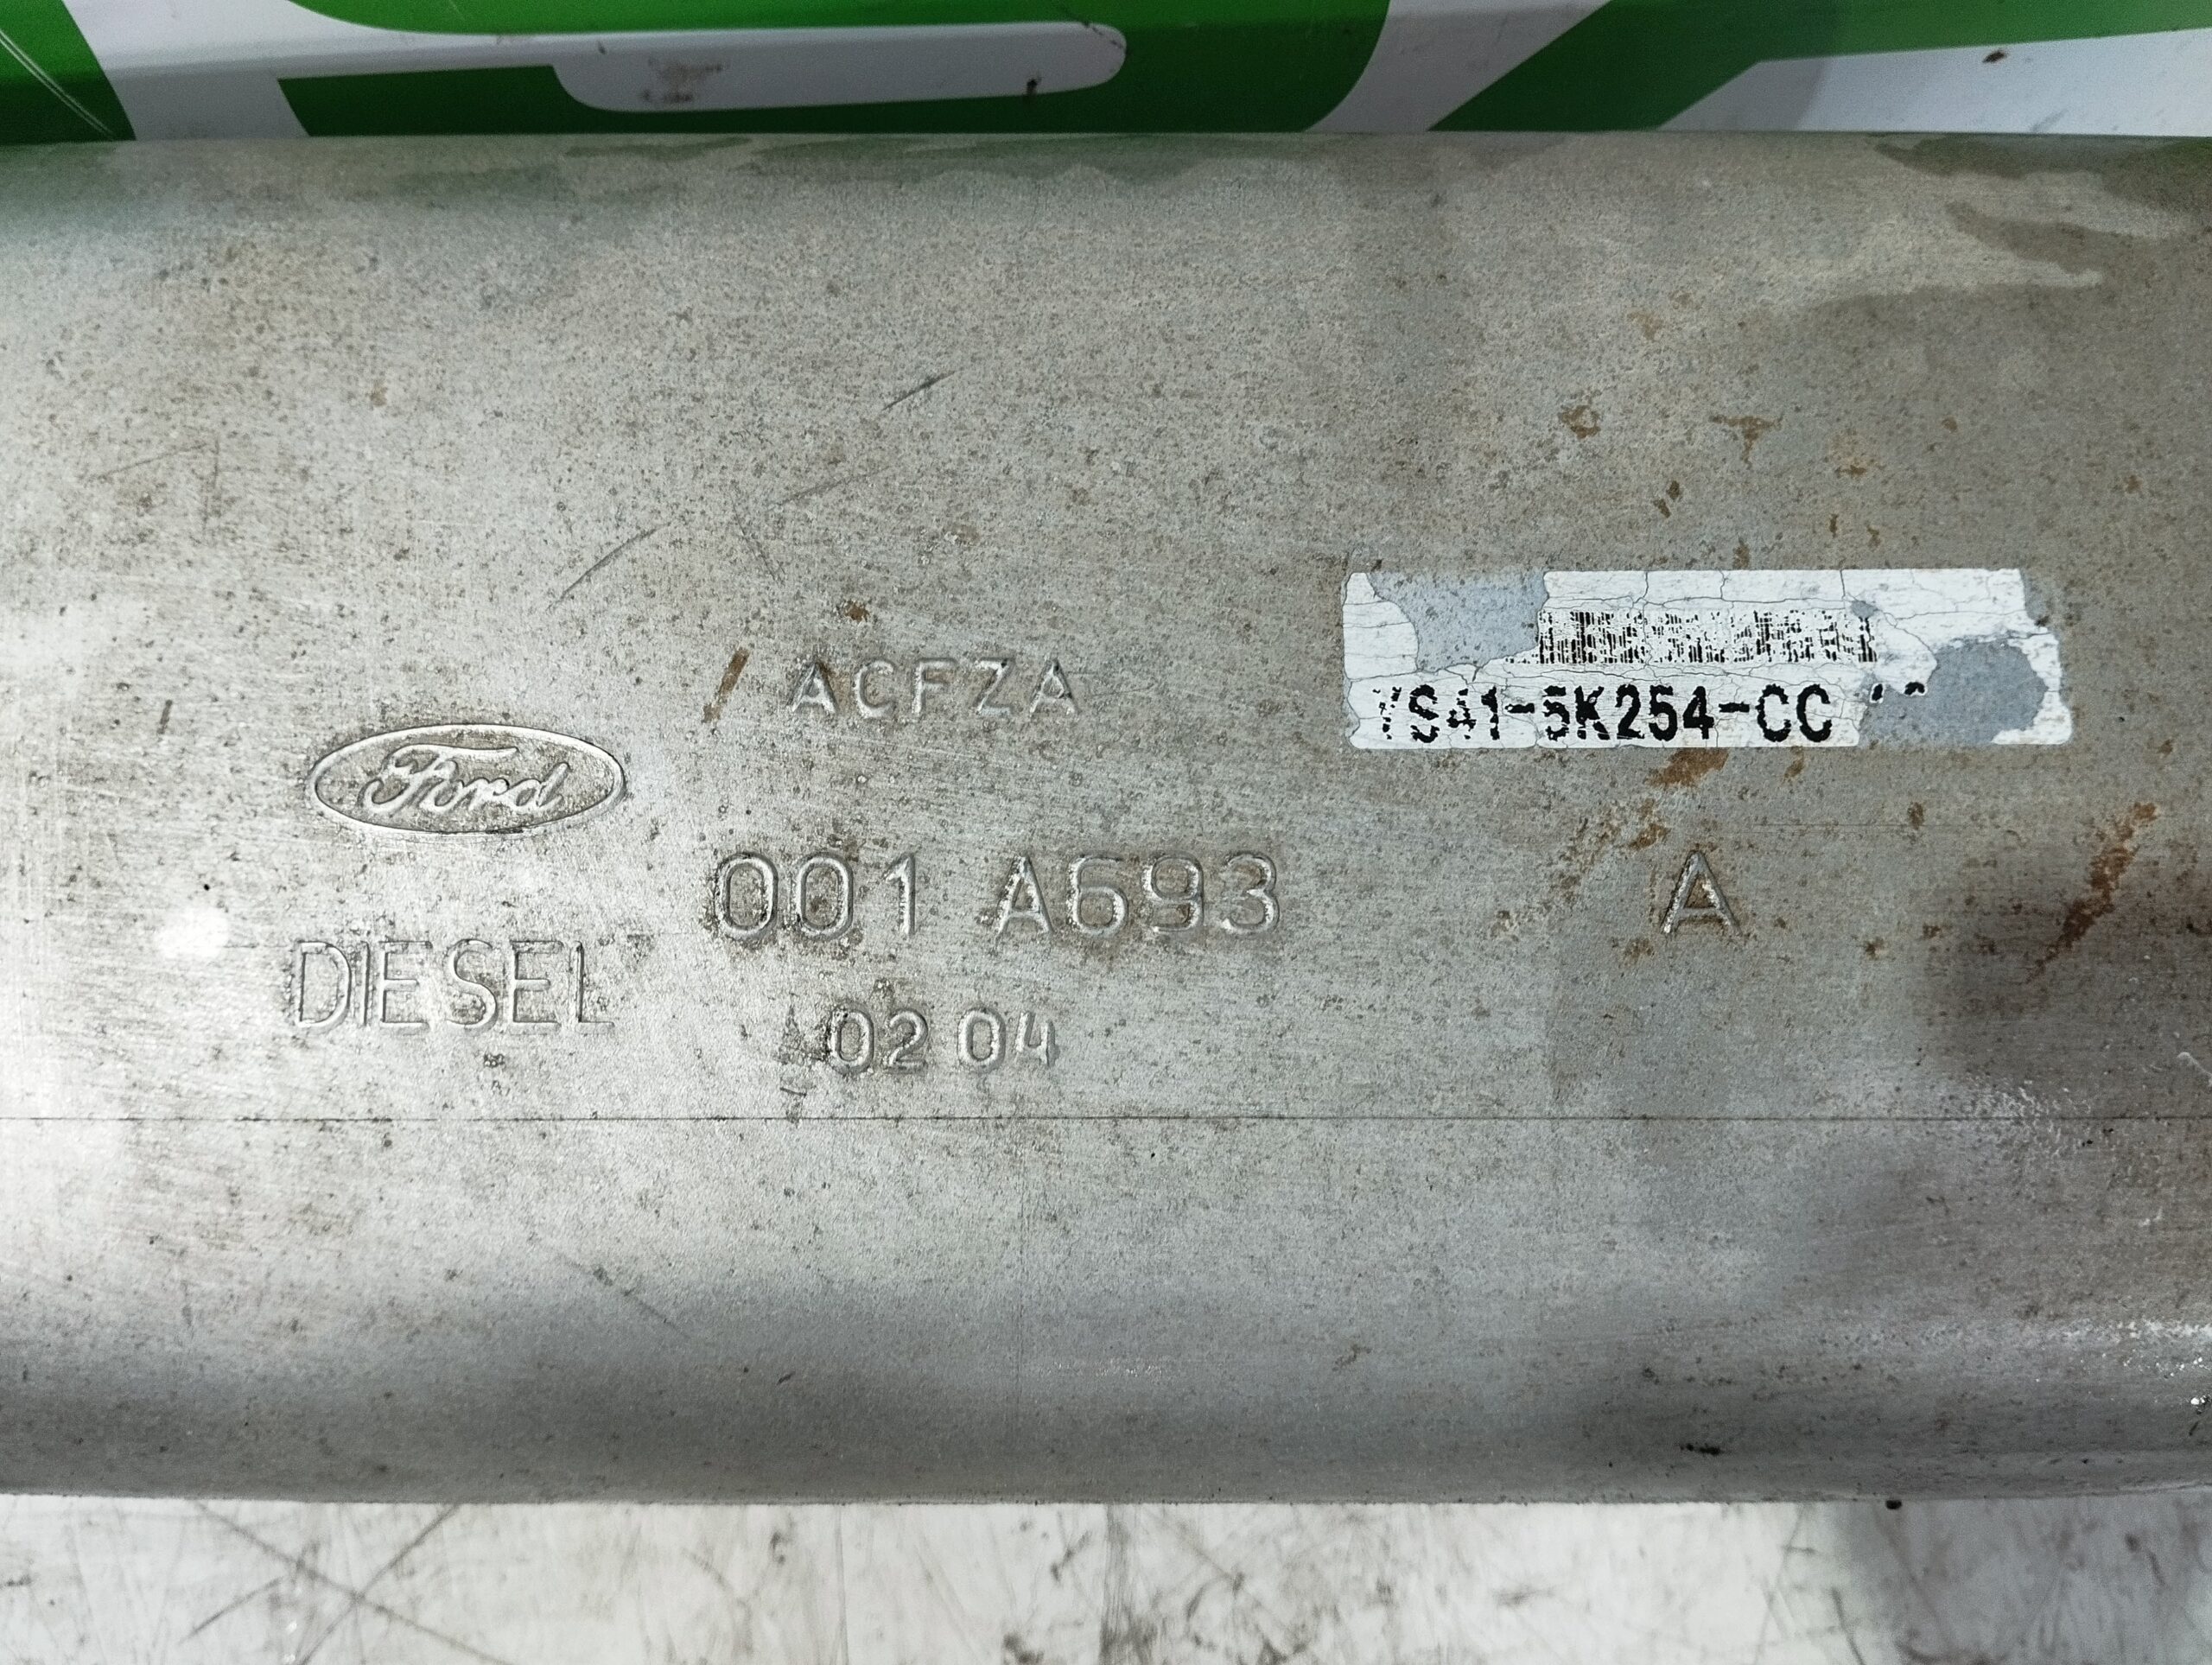 ACFZA
YS41-5K254-CC
Ford
001 A693 A
DIESEL
02 04